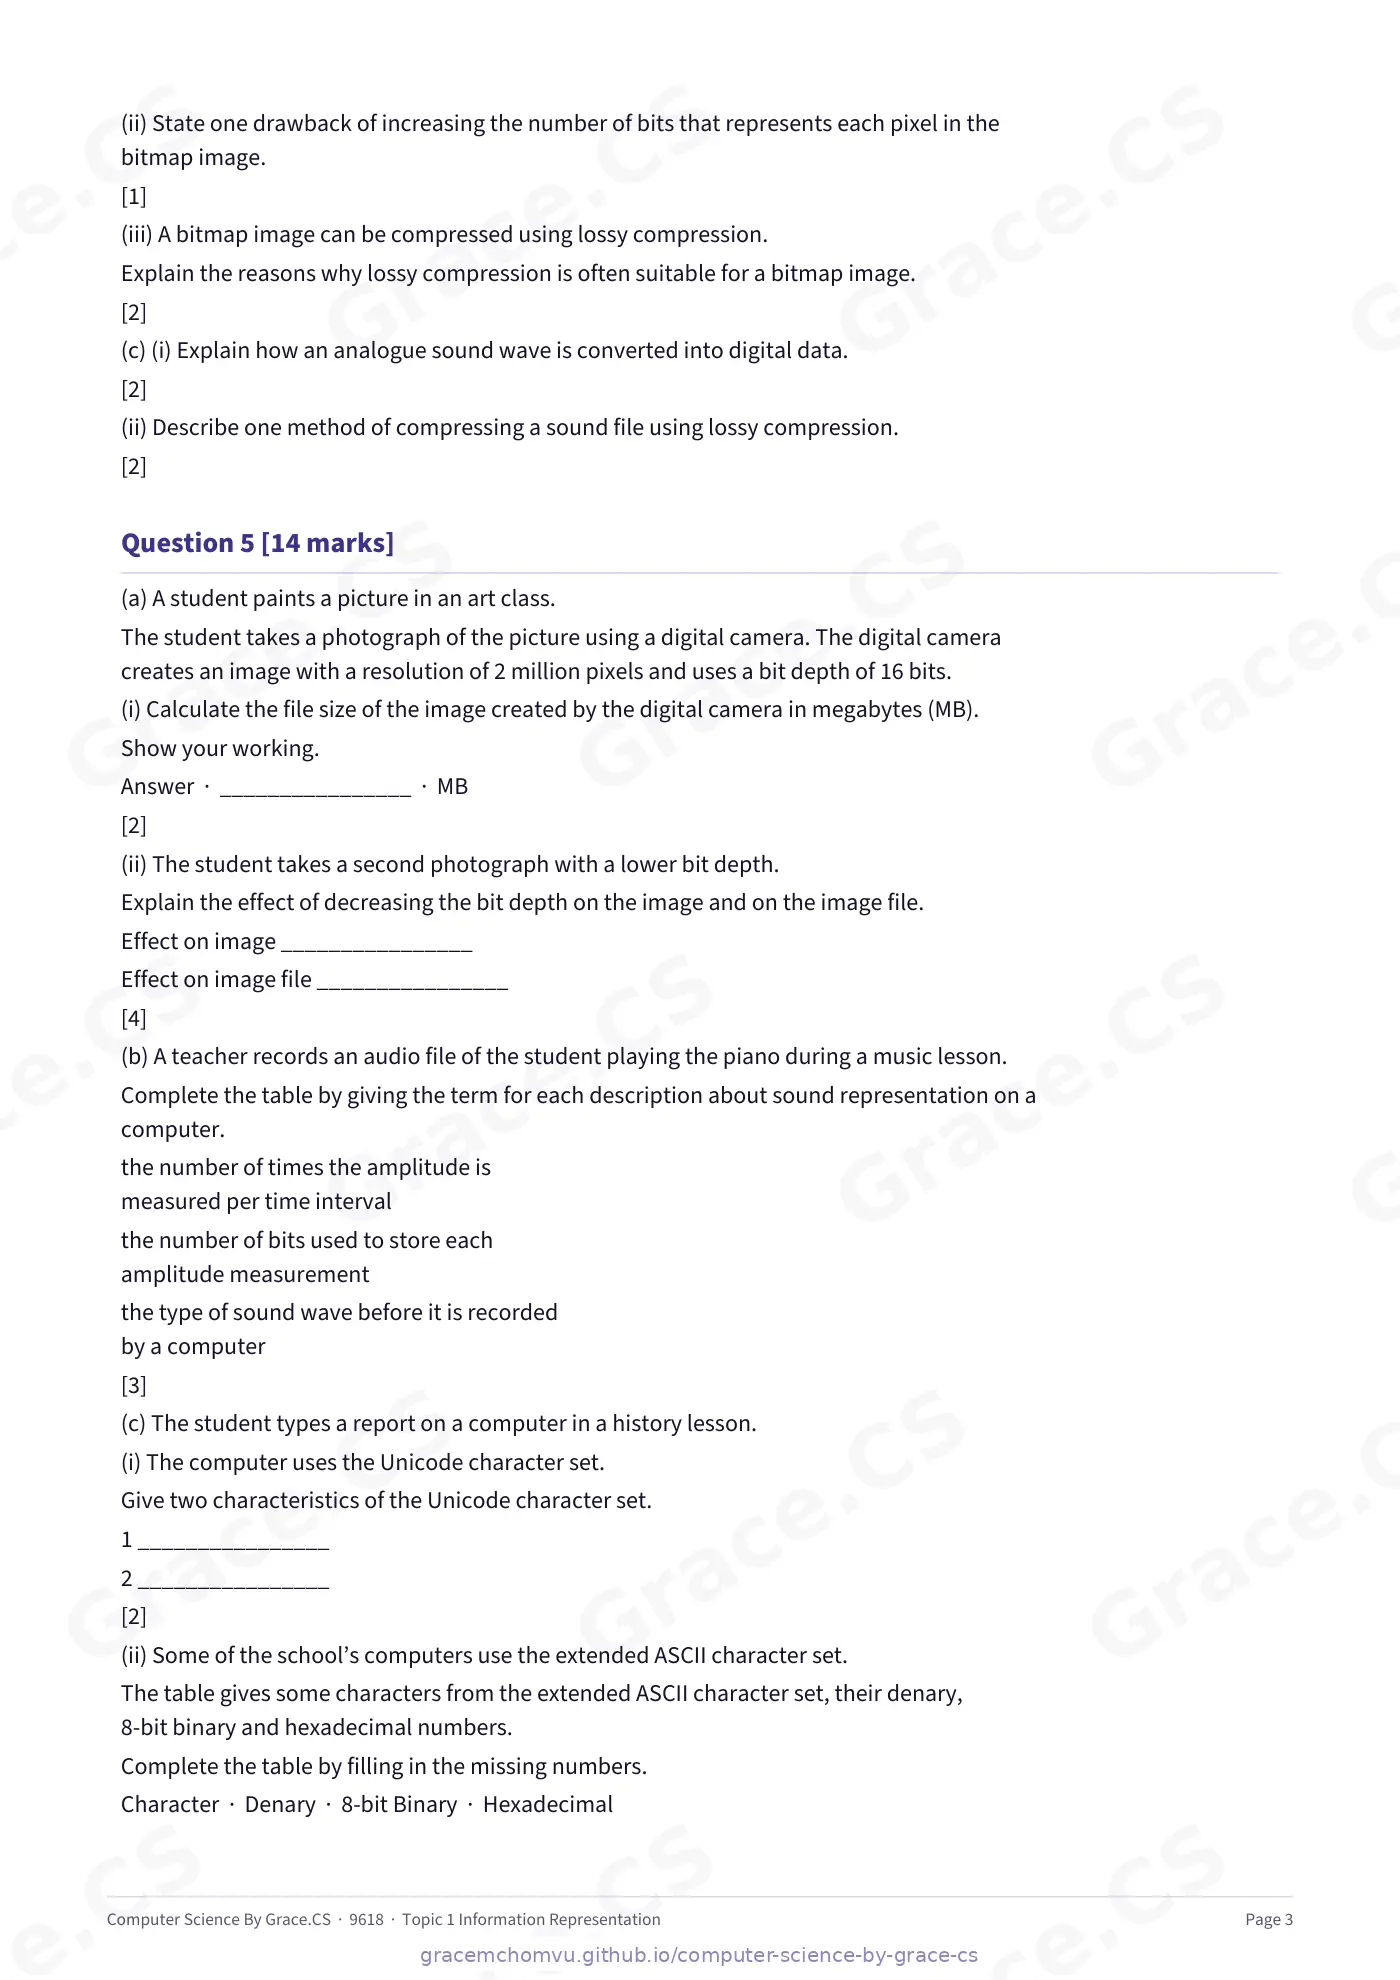 (ii) State one drawback of increasing the number of bits that represents each pixel in the
bitmap image.
[1]
(iii) A bitmap image can be compressed using lossy compression.
Explain the reasons why lossy compression is often suitable for a bitmap image.
[2]
(c) (i) Explain how an analogue sound wave is converted into digital data.
[2]
(ii) Describe one method of compressing a sound file using lossy compression.
[2]
Question 5 [14 marks]
(a) A student paints a picture in an art class.
The student takes a photograph of the picture using a digital camera. The digital camera
creates an image with a resolution of 2 million pixels and uses a bit depth of 16 bits.
(i) Calculate the file size of the image created by the digital camera in megabytes (MB).
Show your working.
Answer · ________________ · MB
[2]
(ii) The student takes a second photograph with a lower bit depth.
Explain the effect of decreasing the bit depth on the image and on the image file.
Effect on image ________________
Effect on image file ________________
[4]
(b) A teacher records an audio file of the student playing the piano during a music lesson.
Complete the table by giving the term for each description about sound representation on a
computer.
the number of times the amplitude is
measured per time interval
the number of bits used to store each
amplitude measurement
the type of sound wave before it is recorded
by a computer
[3]
(c) The student types a report on a computer in a history lesson.
(i) The computer uses the Unicode character set.
Give two characteristics of the Unicode character set.
1 ________________
2 ________________
[2]
(ii) Some of the school’s computers use the extended ASCII character set.
The table gives some characters from the extended ASCII character set, their denary,
8-bit binary and hexadecimal numbers.
Complete the table by filling in the missing numbers.
Character · Denary · 8-bit Binary · Hexadecimal
Computer Science By Grace.CS · 9618 · Topic 1 Information Representation
Page 3
gracemchomvu.github.io/computer-science-by-grace-cs